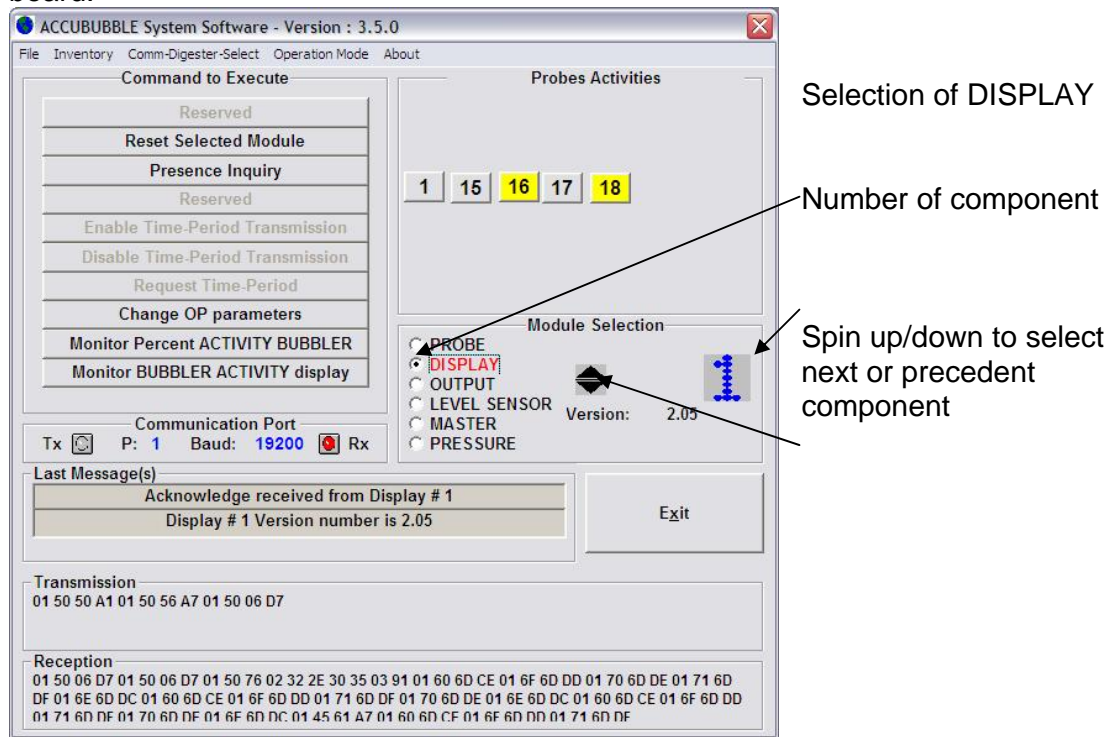 board.
ACCUBUBBLE System Software - Version : 3.5.0
File Inventory Comm-Digester-Select Operation Mode About
Command to Execute
Reserved
Reset Selected Module
Presence Inquiry
Reserved
Enable Time-Period Transmission
Disable Time-Period Transmission
Request Time-Period
Change OP parameters
Monitor Percent ACTIVITY BUBBLER
Monitor BUBBLER ACTIVITY display
Probes Activities
1 15 16 17 18
Communication Port
Tx P: 1 Baud: 19200 Rx
Module Selection
PROBE
DISPLAY
OUTPUT
LEVEL SENSOR
MASTER
PRESSURE
Version: 2.05
1
Last Message(s)
Acknowledge received from Display # 1
Display # 1 Version number is 2.05
Exit
Transmission
01 50 50 A1 01 50 56 A7 01 50 06 D7
Reception
01 50 06 D7 01 50 06 D7 01 50 76 02 32 2E 30 35 03 91 01 60 6D CE 01 6F 6D DD 01 70 6D DE 01 71 6D
DF 01 6E 6D DC 01 60 6D CE 01 6F 6D DD 01 71 6D DF 01 70 6D DE 01 6E 6D DC 01 60 6D CE 01 6F 6D DD
01 71 6D DF 01 70 6D DE 01 6E 6D DC 01 45 61 A7 01 60 6D CE 01 6F 6D DD 01 71 6D DF
Selection of DISPLAY
Number of component
Spin up/down to select
next or precedent
component